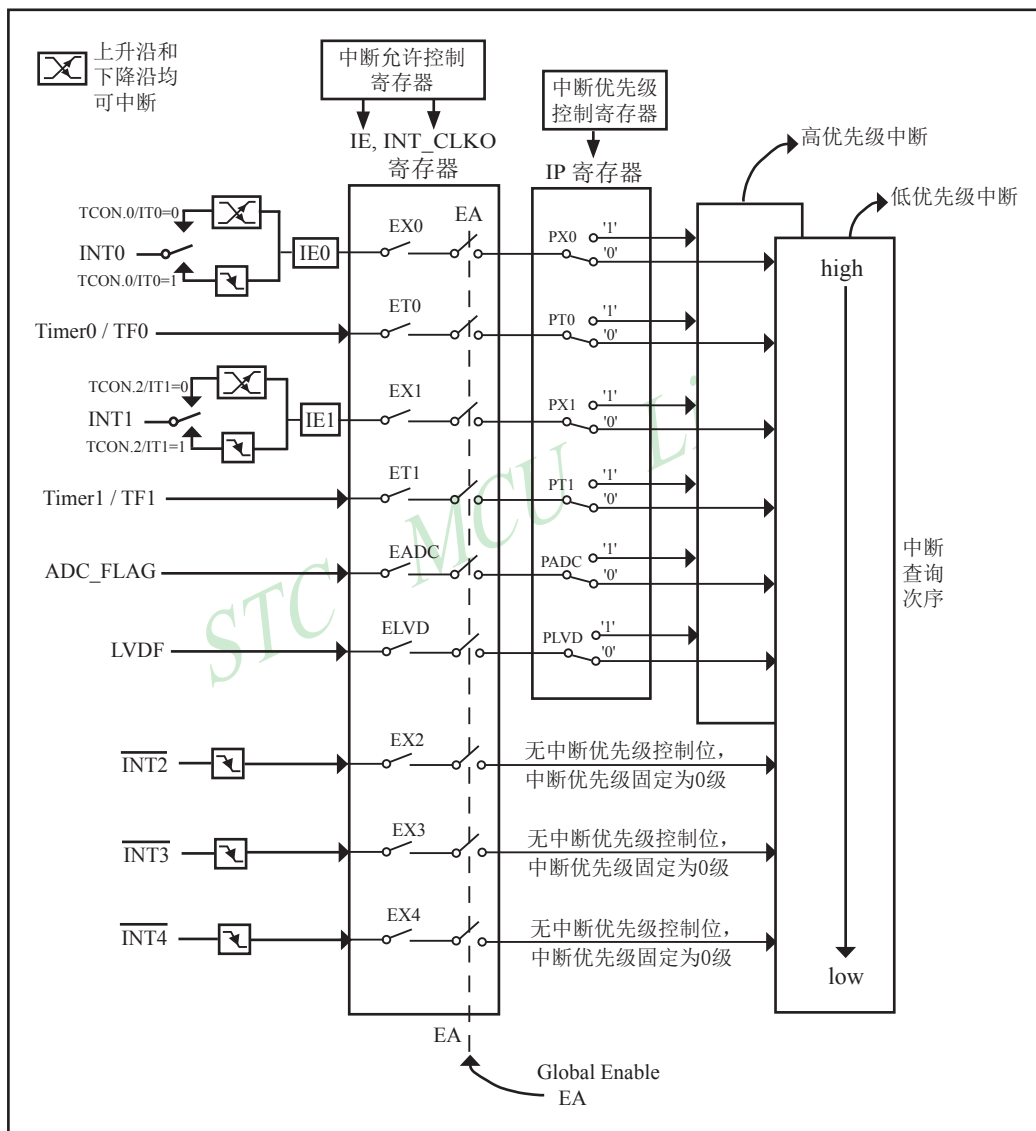 上升沿和
下降沿均
可中断
中断允许控制
寄存器
中断优先级
控制寄存器
IE, INT_CLKO
寄存器
IP 寄存器
高优先级中断
低优先级中断
TCON.0/IT0=0
INT0
TCON.0/IT0=1
IE0
EX0
EA
PX0
'1'
'0'
high
Timer0 / TF0
ET0
PT0
'1'
'0'
TCON.2/IT1=0
INT1
TCON.2/IT1=1
IE1
EX1
PX1
'1'
'0'
Timer1 / TF1
ET1
PT1
'1'
'0'
ADC_FLAG
EADC
PADC
'1'
'0'
中断
查询
次序
LVDF
ELVD
PLVD
'1'
'0'
INT2
EX2
无中断优先级控制位，
中断优先级固定为0级
INT3
EX3
无中断优先级控制位，
中断优先级固定为0级
INT4
EX4
无中断优先级控制位，
中断优先级固定为0级
low
EA
Global Enable
EA
STC MCU Li